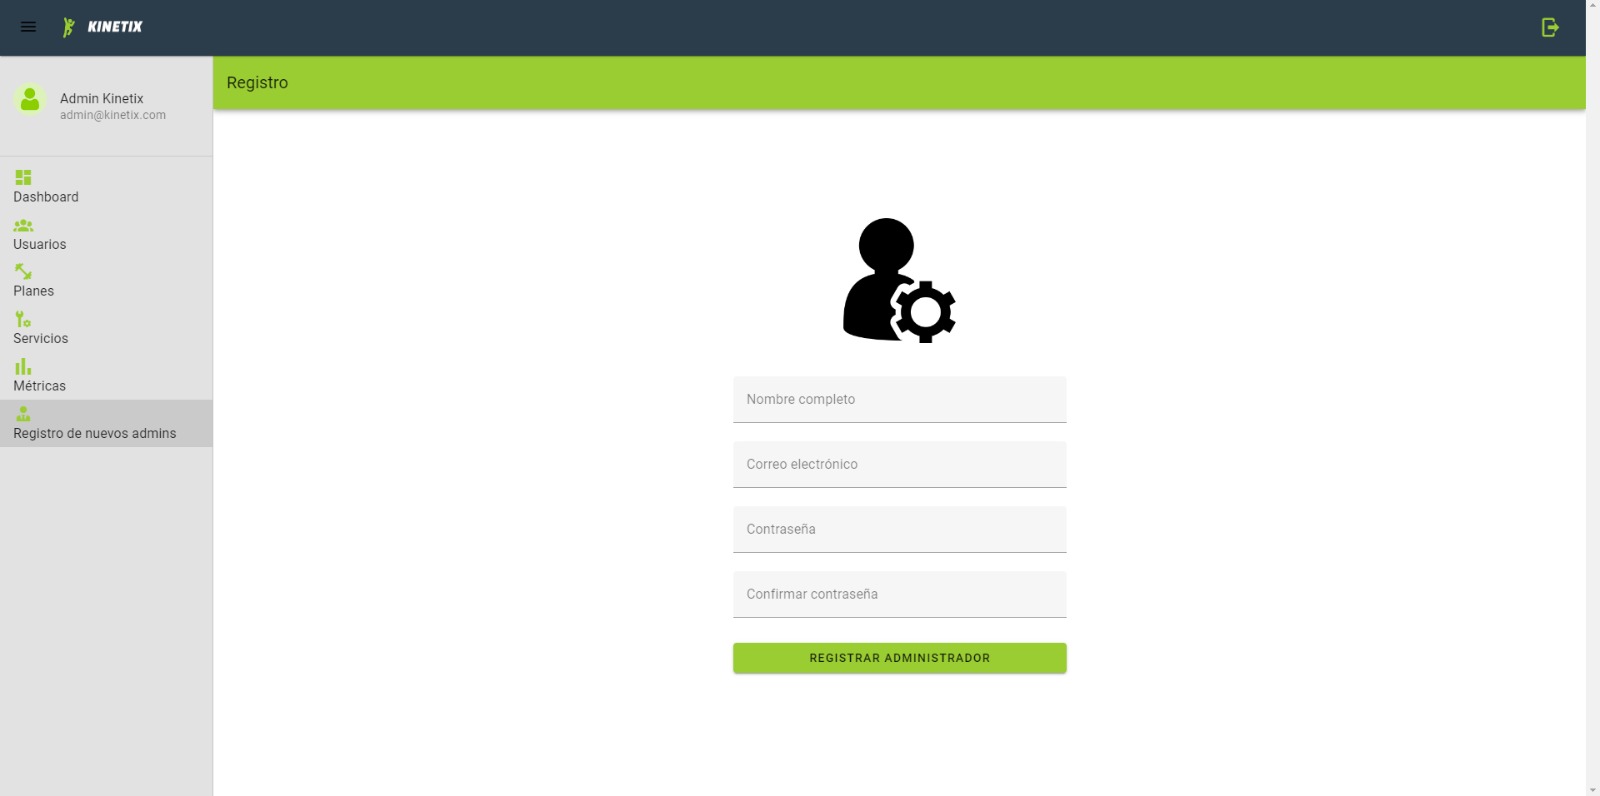 KINETIX
Registro
Admin Kinetix
admin@kinetix.com
Dashboard
Usuarios
Planes
Servicios
Métricas
Registro de nuevos admins
Nombre completo
Correo electrónico
Contraseña
Confirmar contraseña
REGISTRAR ADMINISTRADOR